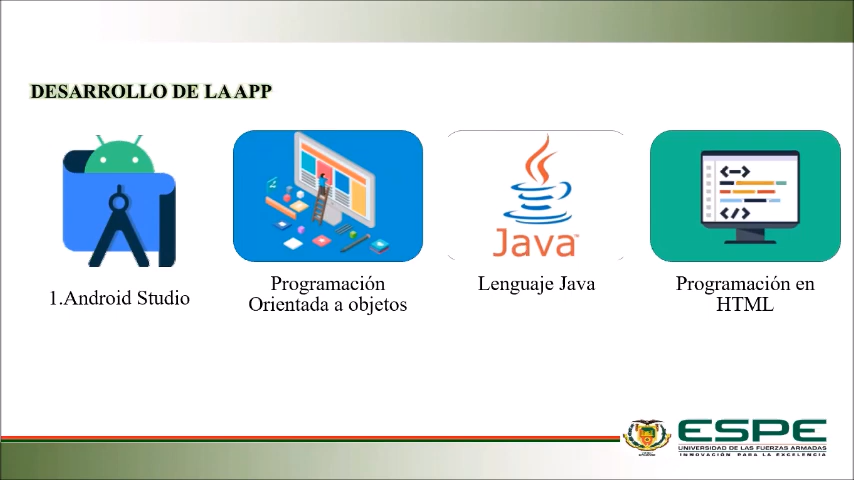 DESARROLLO DE LA APP
Java™
1.Android Studio
Programación
Orientada a objetos
Lenguaje Java
Programación en
HTML
ESPE
UNIVERSIDAD DE LAS FUERZAS ARMADAS
INNOVACIÓN PARA LA EXCELENCIA